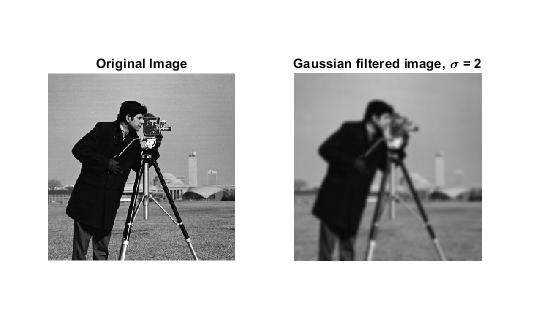 Original Image
Gaussian filtered image, σ = 2